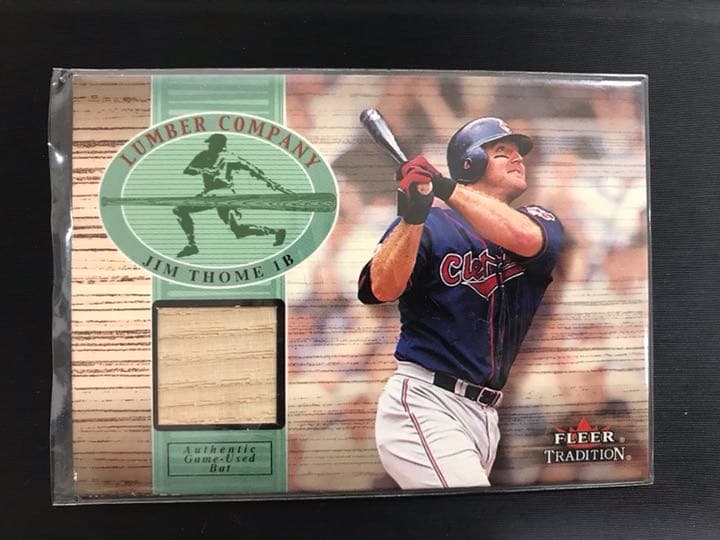 LUMBER COMPANY
JIM THOME 1B
Authentic
Game-Used
Bat
FLEER
TRADITION